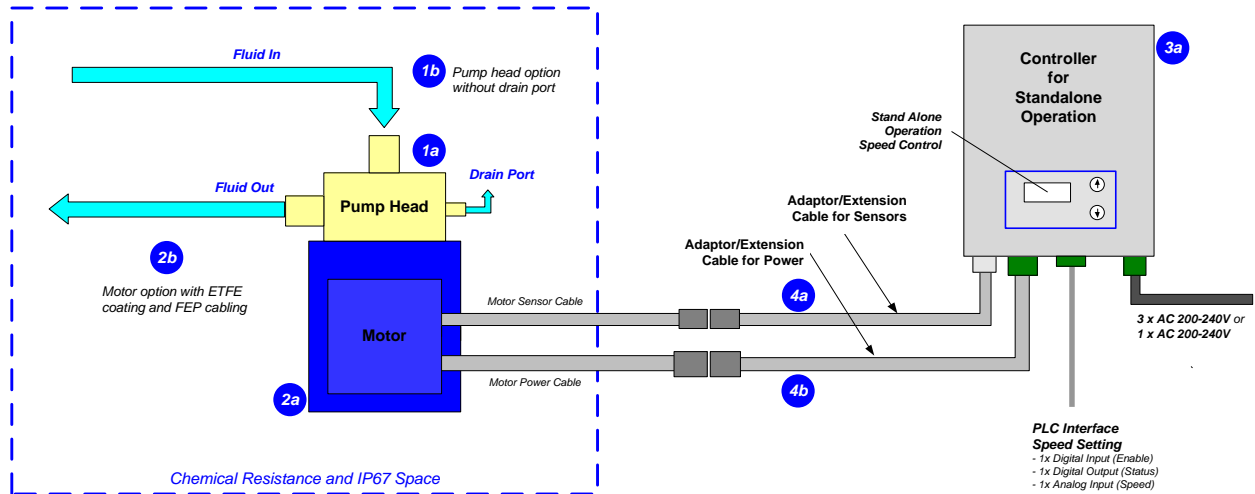 Fluid In
1b
Pump head option
without drain port
1a
Drain Port
Fluid Out
Pump Head
2b
Motor option with ETFE
coating and FEP cabling
Motor
2a
Motor Sensor Cable
Motor Power Cable
Chemical Resistance and IP67 Space
Adaptor/Extension
Cable for Sensors
Adaptor/Extension
Cable for Power
4a
4b
3a
Controller
for
Standalone
Operation
Stand Alone
Operation
Speed Control
3 x AC 200-240V or
1 x AC 200-240V
PLC Interface
Speed Setting
- 1x Digital Input (Enable)
- 1x Digital Output (Status)
- 1x Analog Input (Speed)